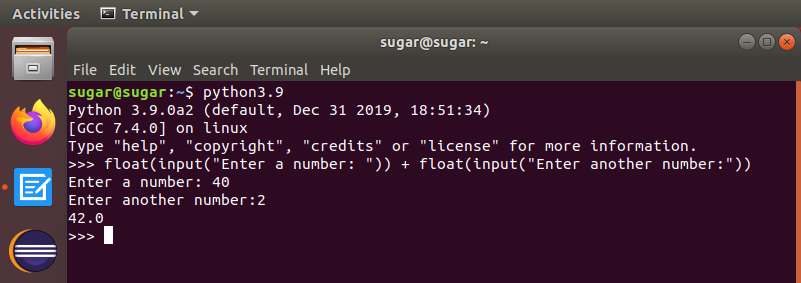 Activities Terminal
sugar@sugar: ~
File Edit View Search Terminal Help
sugar@sugar:~$ python3.9
Python 3.9.0a2 (default, Dec 31 2019, 18:51:34)
[GCC 7.4.0] on linux
Type "help", "copyright", "credits" or "license" for more information.
>>> float(input("Enter a number: ")) + float(input("Enter another number:"))
Enter a number: 40
Enter another number:2
42.0
>>>